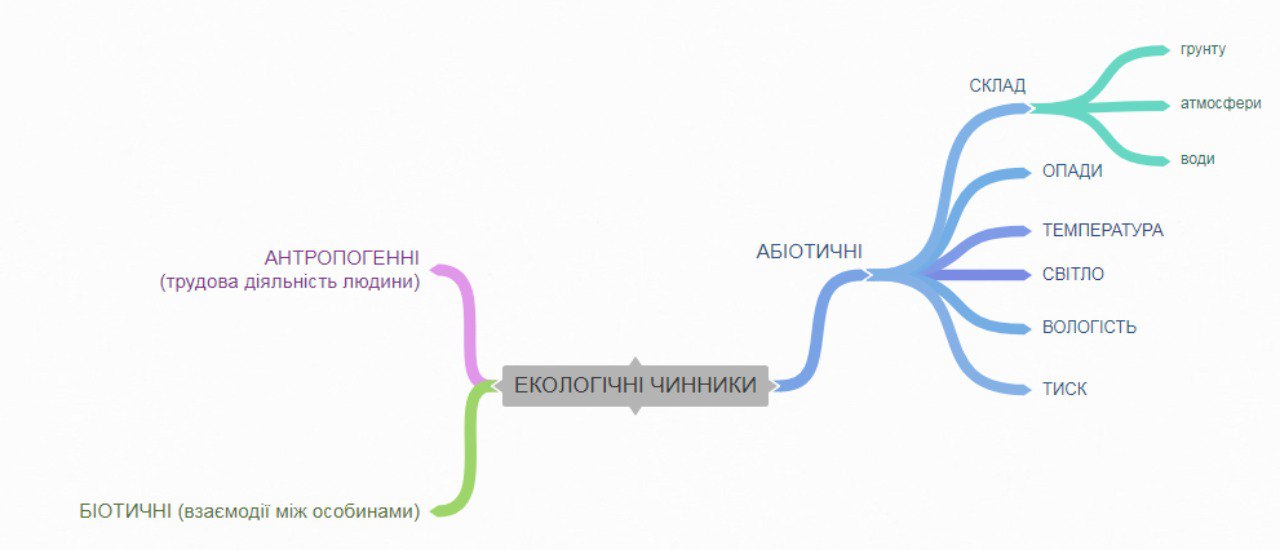 ЕКОЛОГІЧНІ ЧИННИКИ
АНТРОПОГЕННІ
(трудова діяльність людини)
БІОТИЧНІ (взаємодії між особинами)
АБІОТИЧНІ
СКЛАД
грунту
атмосфери
води
ОПАДИ
ТЕМПЕРАТУРА
СВІТЛО
ВОЛОГІСТЬ
ТИСК